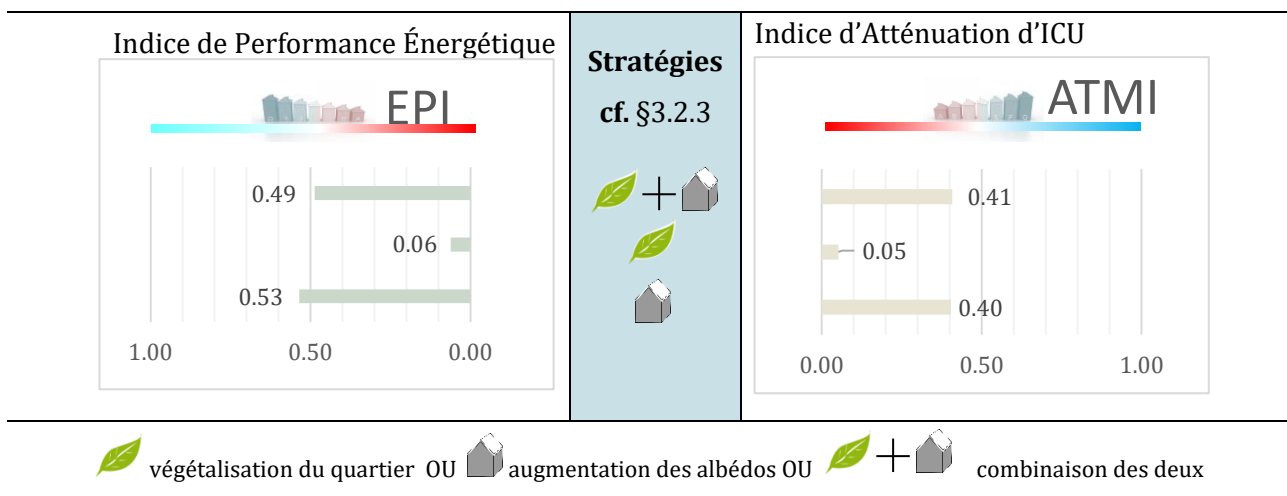 Indice de Performance Énergétique
EPI
0.49
0.06
0.53
1.00 0.50 0.00
Stratégies
cf. §3.2.3
+
Indice d'Atténuation d'ICU
ATMI
0.41
0.05
0.40
0.00 0.50 1.00
végétalisation du quartier OU augmentation des albédos OU + combinaison des deux